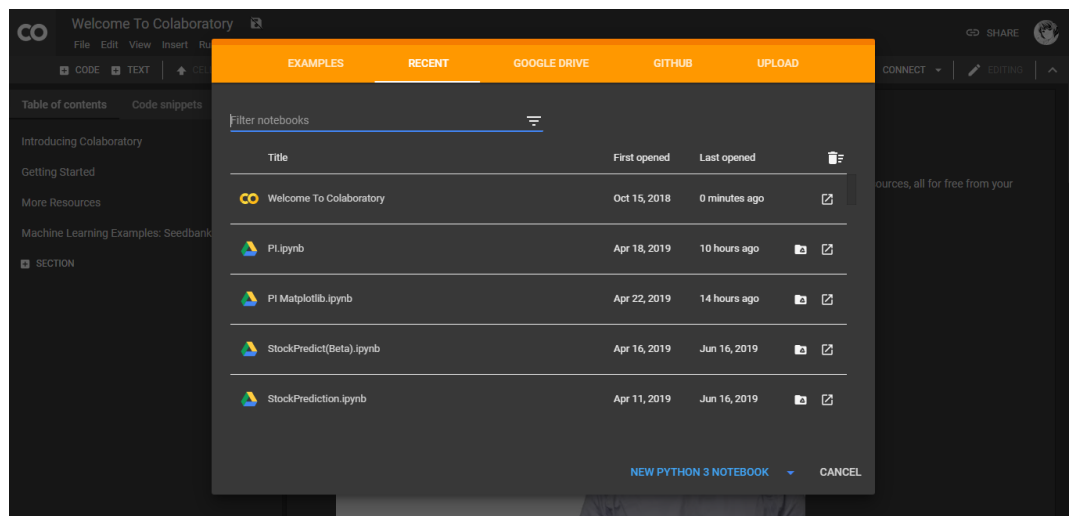 Welcome To Colaboratory
File Edit View Insert Ru
SHARE
CODE TEXT CEL
CONNECT EDITING
EXAMPLES RECENT GOOGLE DRIVE GITHUB UPLOAD
Table of contents Code snippets
Introducing Colaboratory
Getting Started
More Resources
Machine Learning Examples: Seedbank
SECTION
ources, all for free from your
Filter notebooks
Title First opened Last opened
Welcome To Colaboratory Oct 15, 2018 0 minutes ago
PI.ipynb Apr 18, 2019 10 hours ago
PI Matplotlib.ipynb Apr 22, 2019 14 hours ago
StockPredict(Beta).ipynb Apr 16, 2019 Jun 16, 2019
StockPrediction.ipynb Apr 11, 2019 Jun 16, 2019
NEW PYTHON 3 NOTEBOOK CANCEL